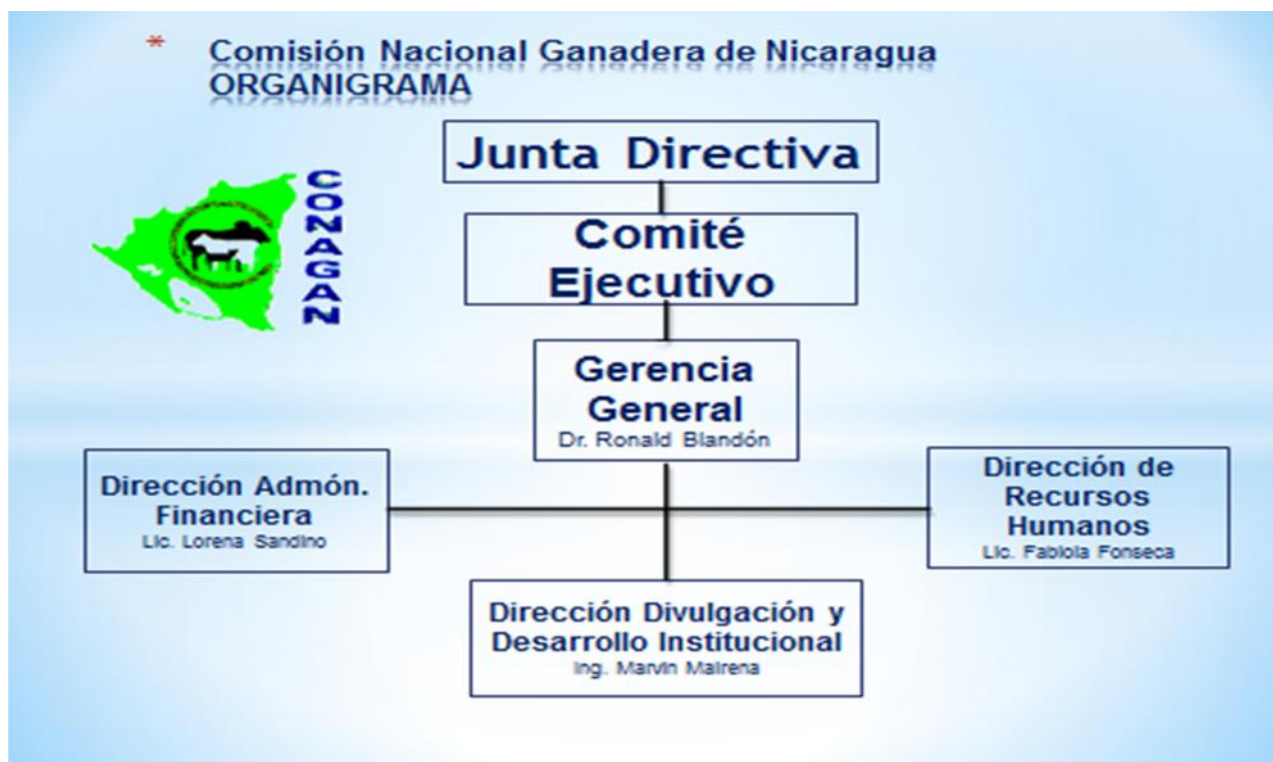 * Comisión Nacional Ganadera de Nicaragua
ORGANIGRAMA
CONAGAN
Junta Directiva
Comité
Ejecutivo
Gerencia
General
Dr. Ronald Blandón
Dirección Admón.
Financiera
Lic. Lorena Sandino
Dirección de
Recursos
Humanos
Lic. Fabiola Fonseca
Dirección Divulgación y
Desarrollo Institucional
Ing. Marvin Mairena